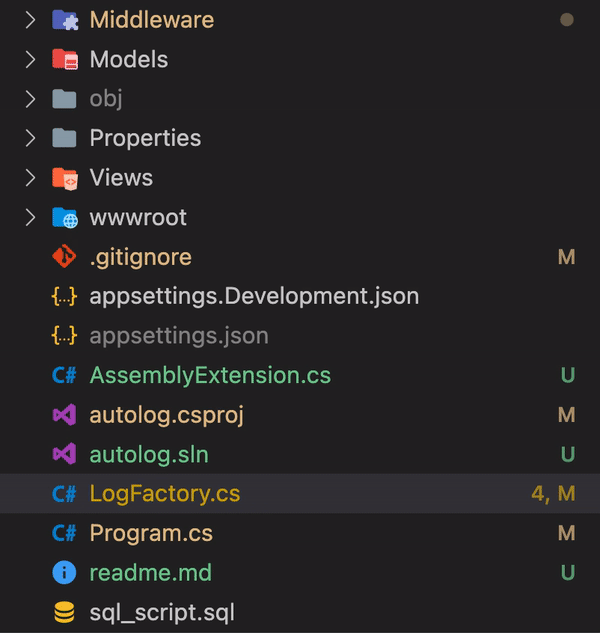 Middleware
Models
obj
Properties
Views
wwwroot
.gitignore M
{..} appsettings.Development.json
{..} appsettings.json
C# AssemblyExtension.cs U
autolog.csproj M
autolog.sln U
C# LogFactory.cs 4, M
C# Program.cs M
readme.md U
sql_script.sql